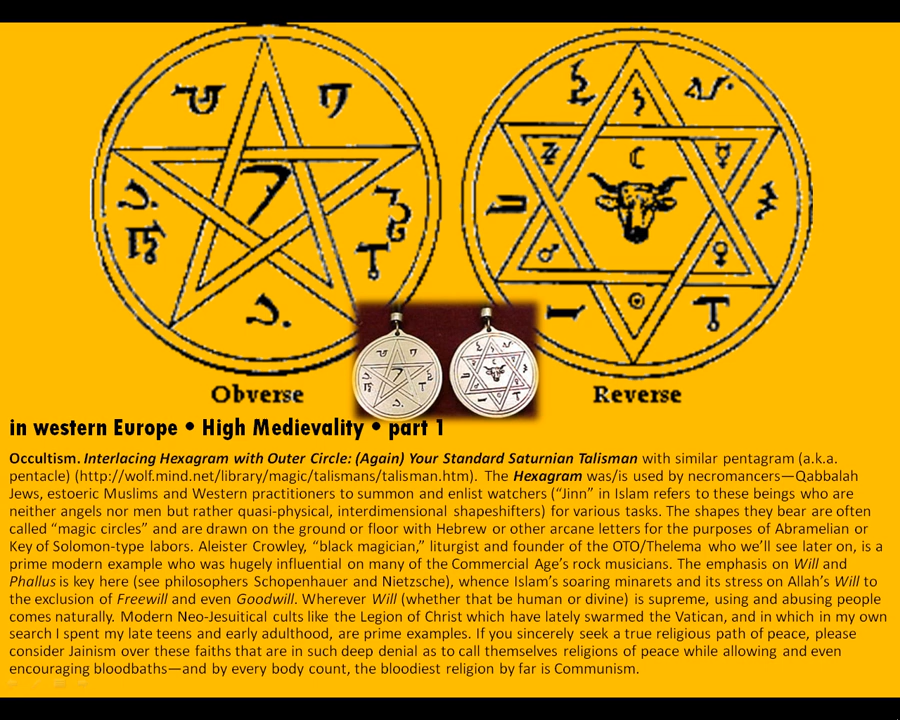 Obverse
Reverse
in western Europe • High Medievality • part 1
Occultism. Interlacing Hexagram with Outer Circle: (Again) Your Standard Saturnian Talisman with similar pentagram (a.k.a.
pentacle) (http://wolf.mind.net/library/magic/talismans/talisman.htm).  The Hexagram was/is used by necromancers—Qabbalah
Jews, estoeric Muslims and Western practitioners to summon and enlist watchers (“Jinn” in Islam refers to these beings who are
neither angels nor men but rather quasi-physical, interdimensional shapeshifters) for various tasks. The shapes they bear are often
called “magic circles” and are drawn on the ground or floor with Hebrew or other arcane letters for the purposes of Abramelian or
Key of Solomon-type labors. Aleister Crowley, “black magician,” liturgist and founder of the OTO/Thelema who we’ll see later on, is a
prime modern example who was hugely influential on many of the Commercial Age’s rock musicians. The emphasis on Will and
Phallus is key here (see philosophers Schopenhauer and Nietzsche), whence Islam’s soaring minarets and its stress on Allah’s Will to
the exclusion of Freewill and even Goodwill. Wherever Will (whether that be human or divine) is supreme, using and abusing people
comes naturally. Modern Neo-Jesuitical cults like the Legion of Christ which have lately swarmed the Vatican, and in which in my own
search I spent my late teens and early adulthood, are prime examples. If you sincerely seek a true religious path of peace, please
consider Jainism over these faiths that are in such deep denial as to call themselves religions of peace while allowing and even
encouraging bloodbaths—and by every body count, the bloodiest religion by far is Communism.